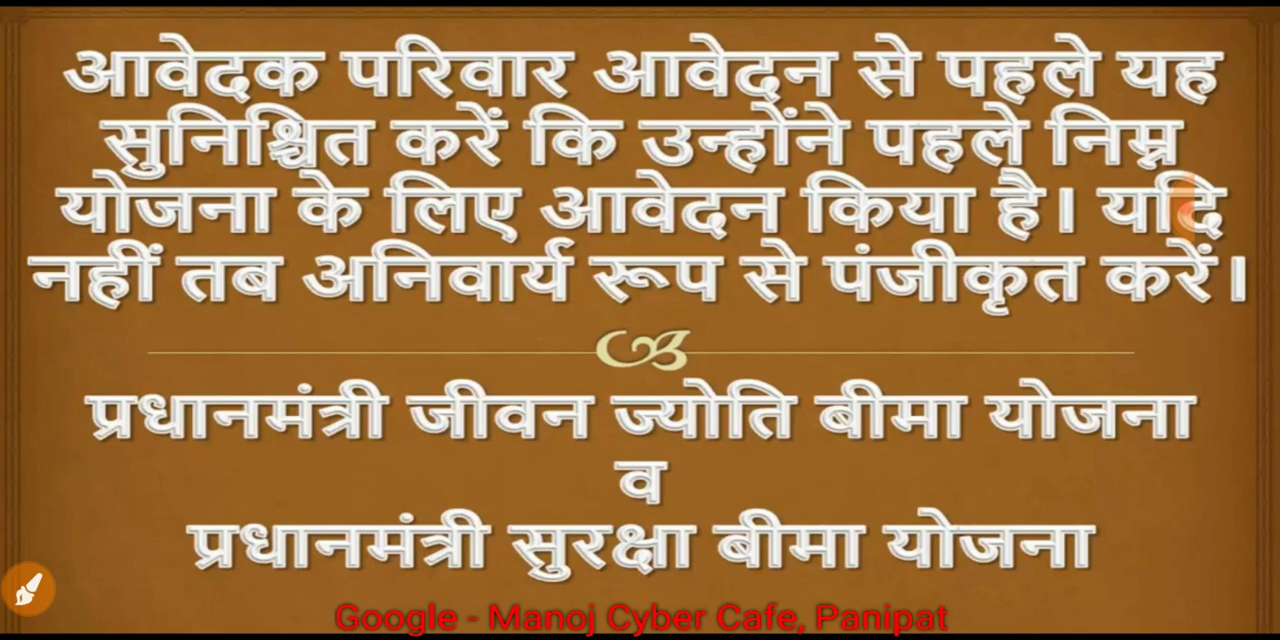 आवेदक परिवार आवेदन से पहले यह
सुनिश्चित करें कि उन्होंने पहले निम्न
योजना के लिए आवेदन किया है। यदि
नहीं तब अनिवार्य रूप से पंजीकृत करें।
प्रधानमंत्री जीवन ज्योति बीमा योजना
व
प्रधानमंत्री सुरक्षा बीमा योजना
Google - Manoj Cyber Cafe, Panipat